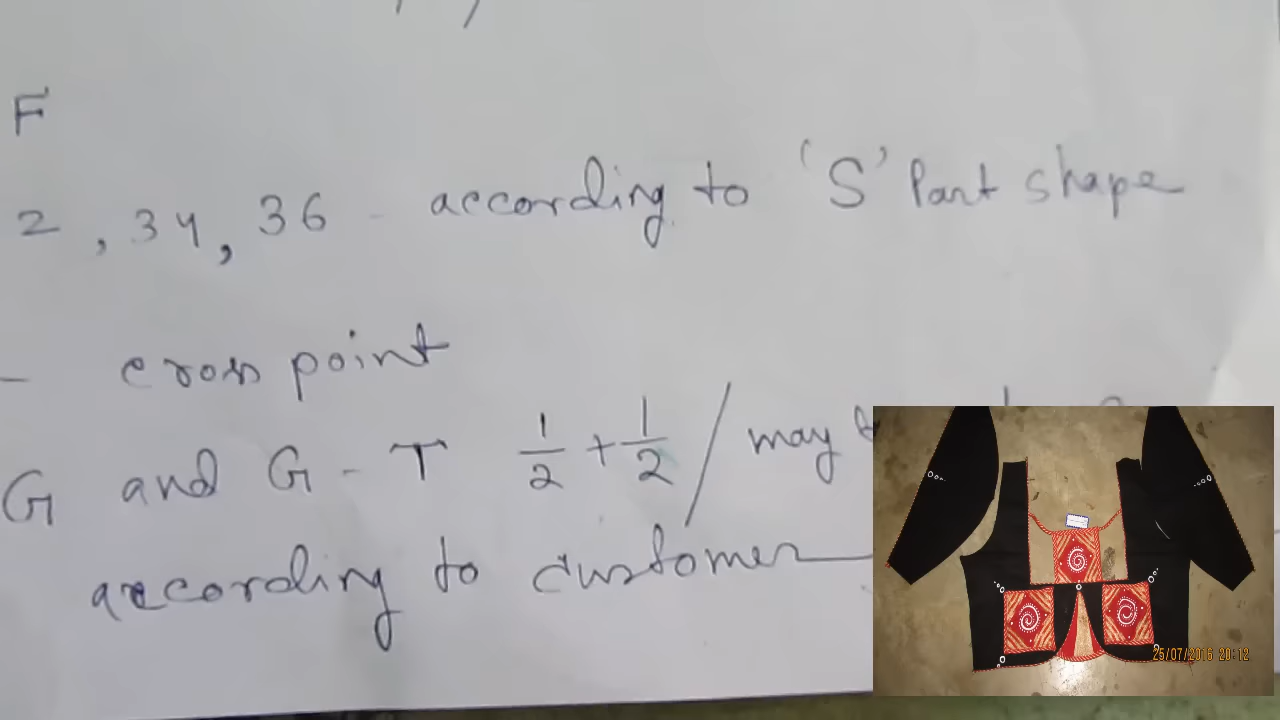 F
2, 34, 36 - according to 'S' Part shape
- cross point
G and G - T 1/2 + 1/2 / may
according to customer
25/07/2016 20:12